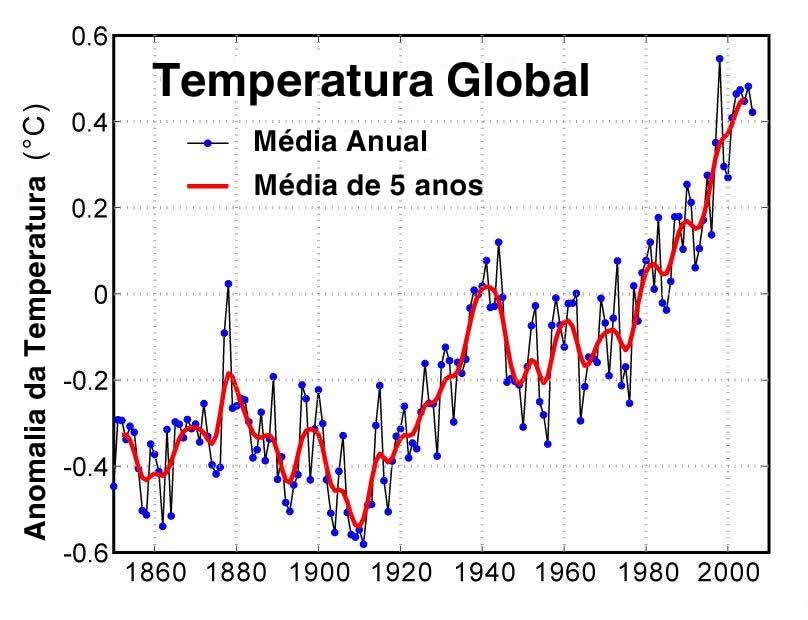 Temperatura Global
Média Anual
Média de 5 anos
Anomalia da Temperatura (°C)
0.6
0.4
0.2
0
-0.2
-0.4
-0.6
1860 1880 1900 1920 1940 1960 1980 2000